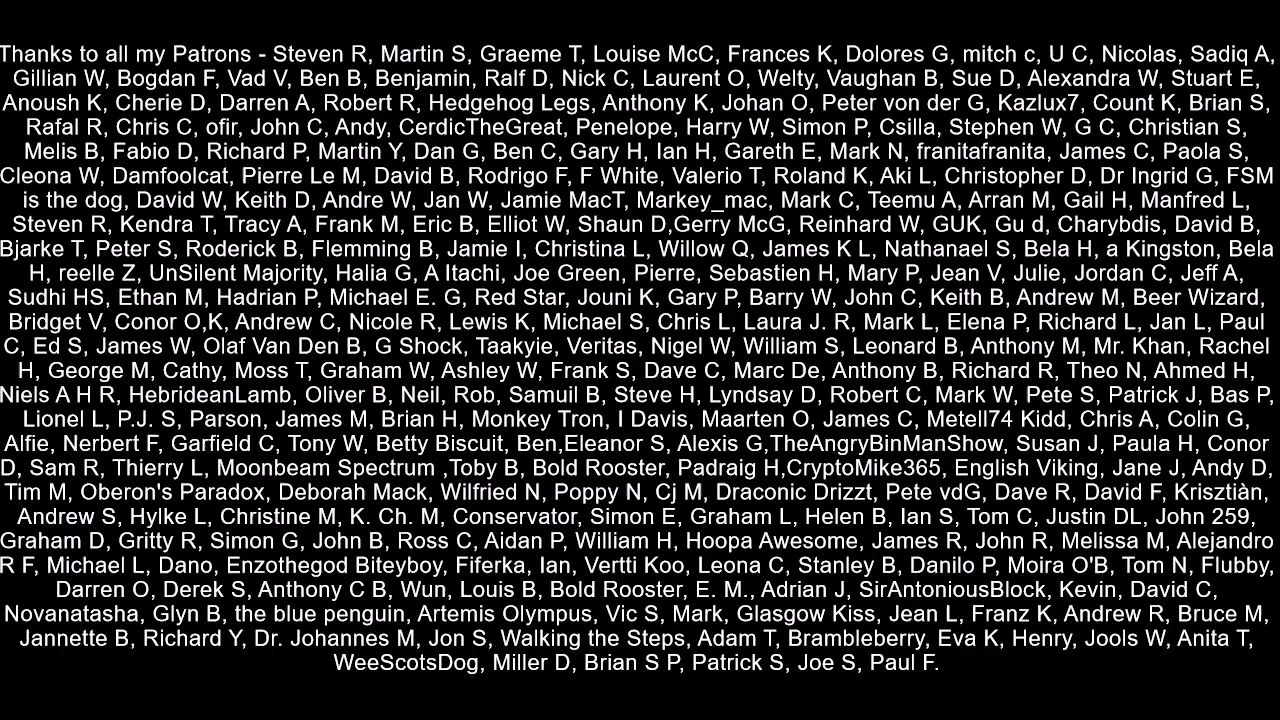 Thanks to all my Patrons - Steven R, Martin S, Graeme T, Louise McC, Frances K, Dolores G, mitch c, U C, Nicolas, Sadiq A,
Gillian W, Bogdan F, Vad V, Ben B, Benjamin, Ralf D, Nick C, Laurent O, Welty, Vaughan B, Sue D, Alexandra W, Stuart E,
Anoush K, Cherie D, Darren A, Robert R, Hedgehog Legs, Anthony K, Johan O, Peter von der G, Kazlux7, Count K, Brian S,
Rafal R, Chris C, ofir, John C, Andy, CerdicTheGreat, Penelope, Harry W, Simon P, Csilla, Stephen W, G C, Christian S,
Melis B, Fabio D, Richard P, Martin Y, Dan G, Ben C, Gary H, Ian H, Gareth E, Mark N, franitafranita, James C, Paola S,
Cleona W, Damfoolcat, Pierre Le M, David B, Rodrigo F, F White, Valerio T, Roland K, Aki L, Christopher D, Dr Ingrid G, FSM
is the dog, David W, Keith D, Andre W, Jan W, Jamie MacT, Markey_mac, Mark C, Teemu A, Arran M, Gail H, Manfred L,
Steven R, Kendra T, Tracy A, Frank M, Eric B, Elliot W, Shaun D,Gerry McG, Reinhard W, GUK, Gu d, Charybdis, David B,
Bjarke T, Peter S, Roderick B, Flemming B, Jamie I, Christina L, Willow Q, James K L, Nathanael S, Bela H, a Kingston, Bela
H, reelle Z, UnSilent Majority, Halia G, A Itachi, Joe Green, Pierre, Sebastien H, Mary P, Jean V, Julie, Jordan C, Jeff A,
Sudhi HS, Ethan M, Hadrian P, Michael E. G, Red Star, Jouni K, Gary P, Barry W, John C, Keith B, Andrew M, Beer Wizard,
Bridget V, Conor O,K, Andrew C, Nicole R, Lewis K, Michael S, Chris L, Laura J. R, Mark L, Elena P, Richard L, Jan L, Paul
C, Ed S, James W, Olaf Van Den B, G Shock, Taakyie, Veritas, Nigel W, William S, Leonard B, Anthony M, Mr. Khan, Rachel
H, George M, Cathy, Moss T, Graham W, Ashley W, Frank S, Dave C, Marc De, Anthony B, Richard R, Theo N, Ahmed H,
Niels A H R, HebrideanLamb, Oliver B, Neil, Rob, Samuil B, Steve H, Lyndsay D, Robert C, Mark W, Pete S, Patrick J, Bas P,
Lionel L, P.J. S, Parson, James M, Brian H, Monkey Tron, I Davis, Maarten O, James C, Metell74 Kidd, Chris A, Colin G,
Alfie, Nerbert F, Garfield C, Tony W, Betty Biscuit, Ben,Eleanor S, Alexis G,TheAngryBinManShow, Susan J, Paula H, Conor
D, Sam R, Thierry L, Moonbeam Spectrum ,Toby B, Bold Rooster, Padraig H,CryptoMike365, English Viking, Jane J, Andy D,
Tim M, Oberon's Paradox, Deborah Mack, Wilfried N, Poppy N, Cj M, Draconic Drizzt, Pete vdG, Dave R, David F, Krisztiàn,
Andrew S, Hylke L, Christine M, K. Ch. M, Conservator, Simon E, Graham L, Helen B, Ian S, Tom C, Justin DL, John 259,
Graham D, Gritty R, Simon G, John B, Ross C, Aidan P, William H, Hoopa Awesome, James R, John R, Melissa M, Alejandro
R F, Michael L, Dano, Enzothegod Biteyboy, Fiferka, Ian, Vertti Koo, Leona C, Stanley B, Danilo P, Moira O'B, Tom N, Flubby,
Darren O, Derek S, Anthony C B, Wun, Louis B, Bold Rooster, E. M., Adrian J, SirAntoniousBlock, Kevin, David C,
Novanatasha, Glyn B, the blue penguin, Artemis Olympus, Vic S, Mark, Glasgow Kiss, Jean L, Franz K, Andrew R, Bruce M,
Jannette B, Richard Y, Dr. Johannes M, Jon S, Walking the Steps, Adam T, Brambleberry, Eva K, Henry, Jools W, Anita T,
WeeScotsDog, Miller D, Brian S P, Patrick S, Joe S, Paul F.